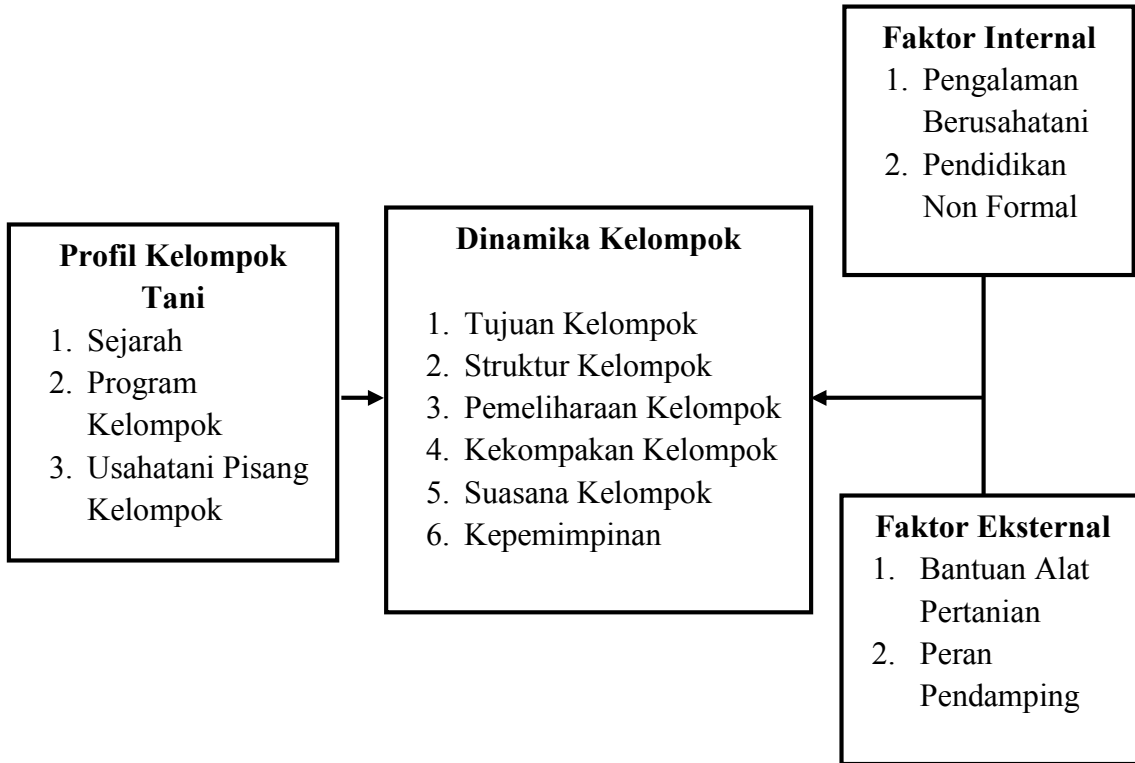 Profil Kelompok
Tani
1. Sejarah
2. Program
Kelompok
3. Usahatani Pisang
Kelompok
Dinamika Kelompok
1. Tujuan Kelompok
2. Struktur Kelompok
3. Pemeliharaan Kelompok
4. Kekompakan Kelompok
5. Suasana Kelompok
6. Kepemimpinan
Faktor Internal
1. Pengalaman
Berusahatani
2. Pendidikan
Non Formal
Faktor Eksternal
1. Bantuan Alat
Pertanian
2. Peran
Pendamping